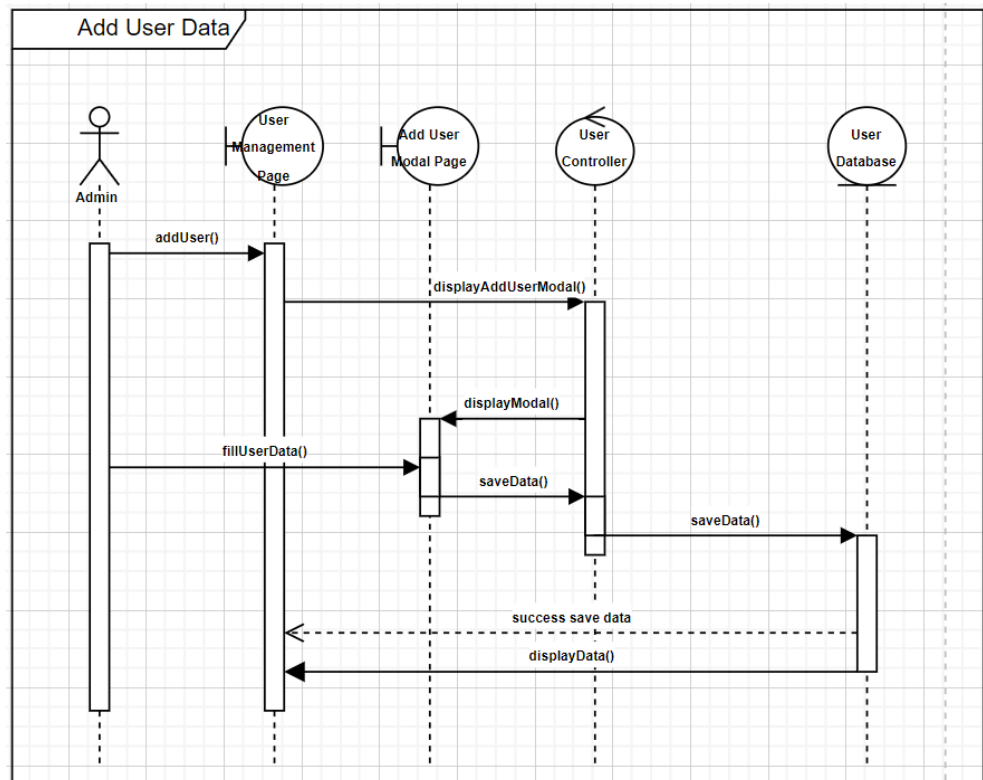 Add User Data
User
Management
Page
Add User
Modal Page
User
Controller
User
Database
Admin
addUser()
displayAddUserModal()
displayModal()
fillUserData()
saveData()
saveData()
success save data
displayData()